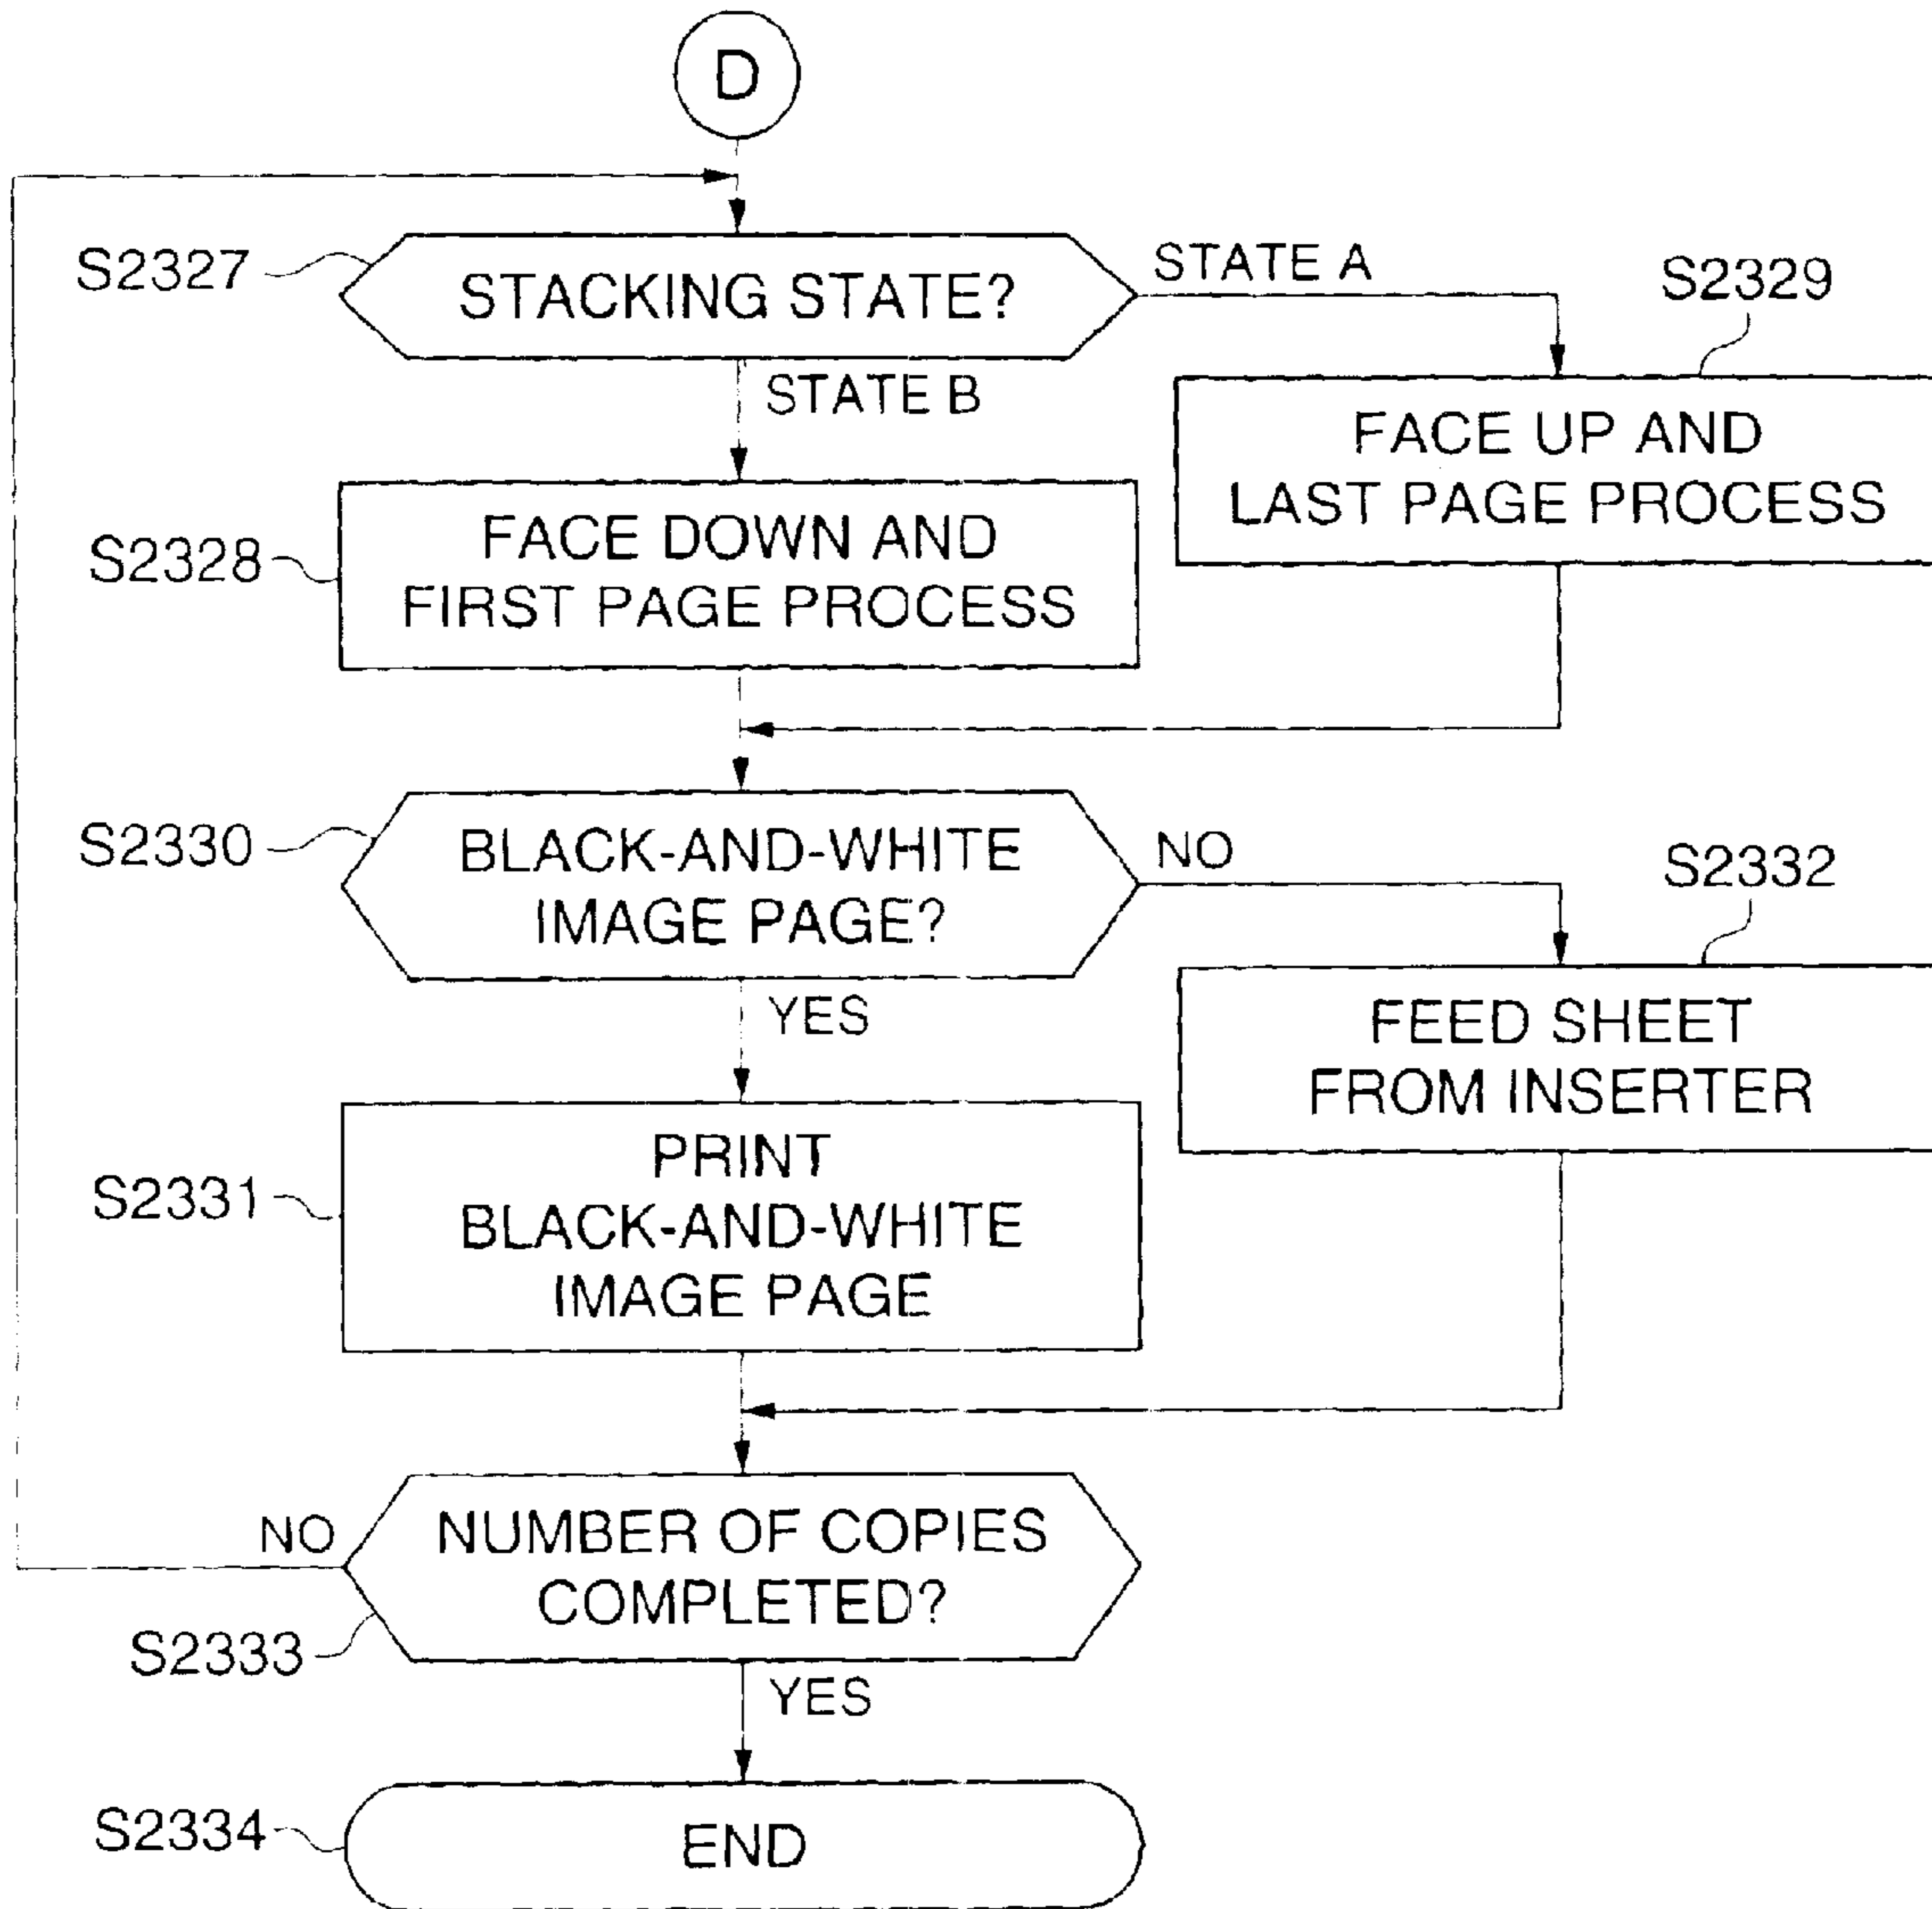 D
S2327
STACKING STATE?
STATE A
S2329
STATE B
FACE UP AND
LAST PAGE PROCESS
S2328
FACE DOWN AND
FIRST PAGE PROCESS
S2330
BLACK-AND-WHITE
IMAGE PAGE?
NO
S2332
YES
FEED SHEET
FROM INSERTER
S2331
PRINT
BLACK-AND-WHITE
IMAGE PAGE
NO
NUMBER OF COPIES
COMPLETED?
S2333
YES
S2334
END